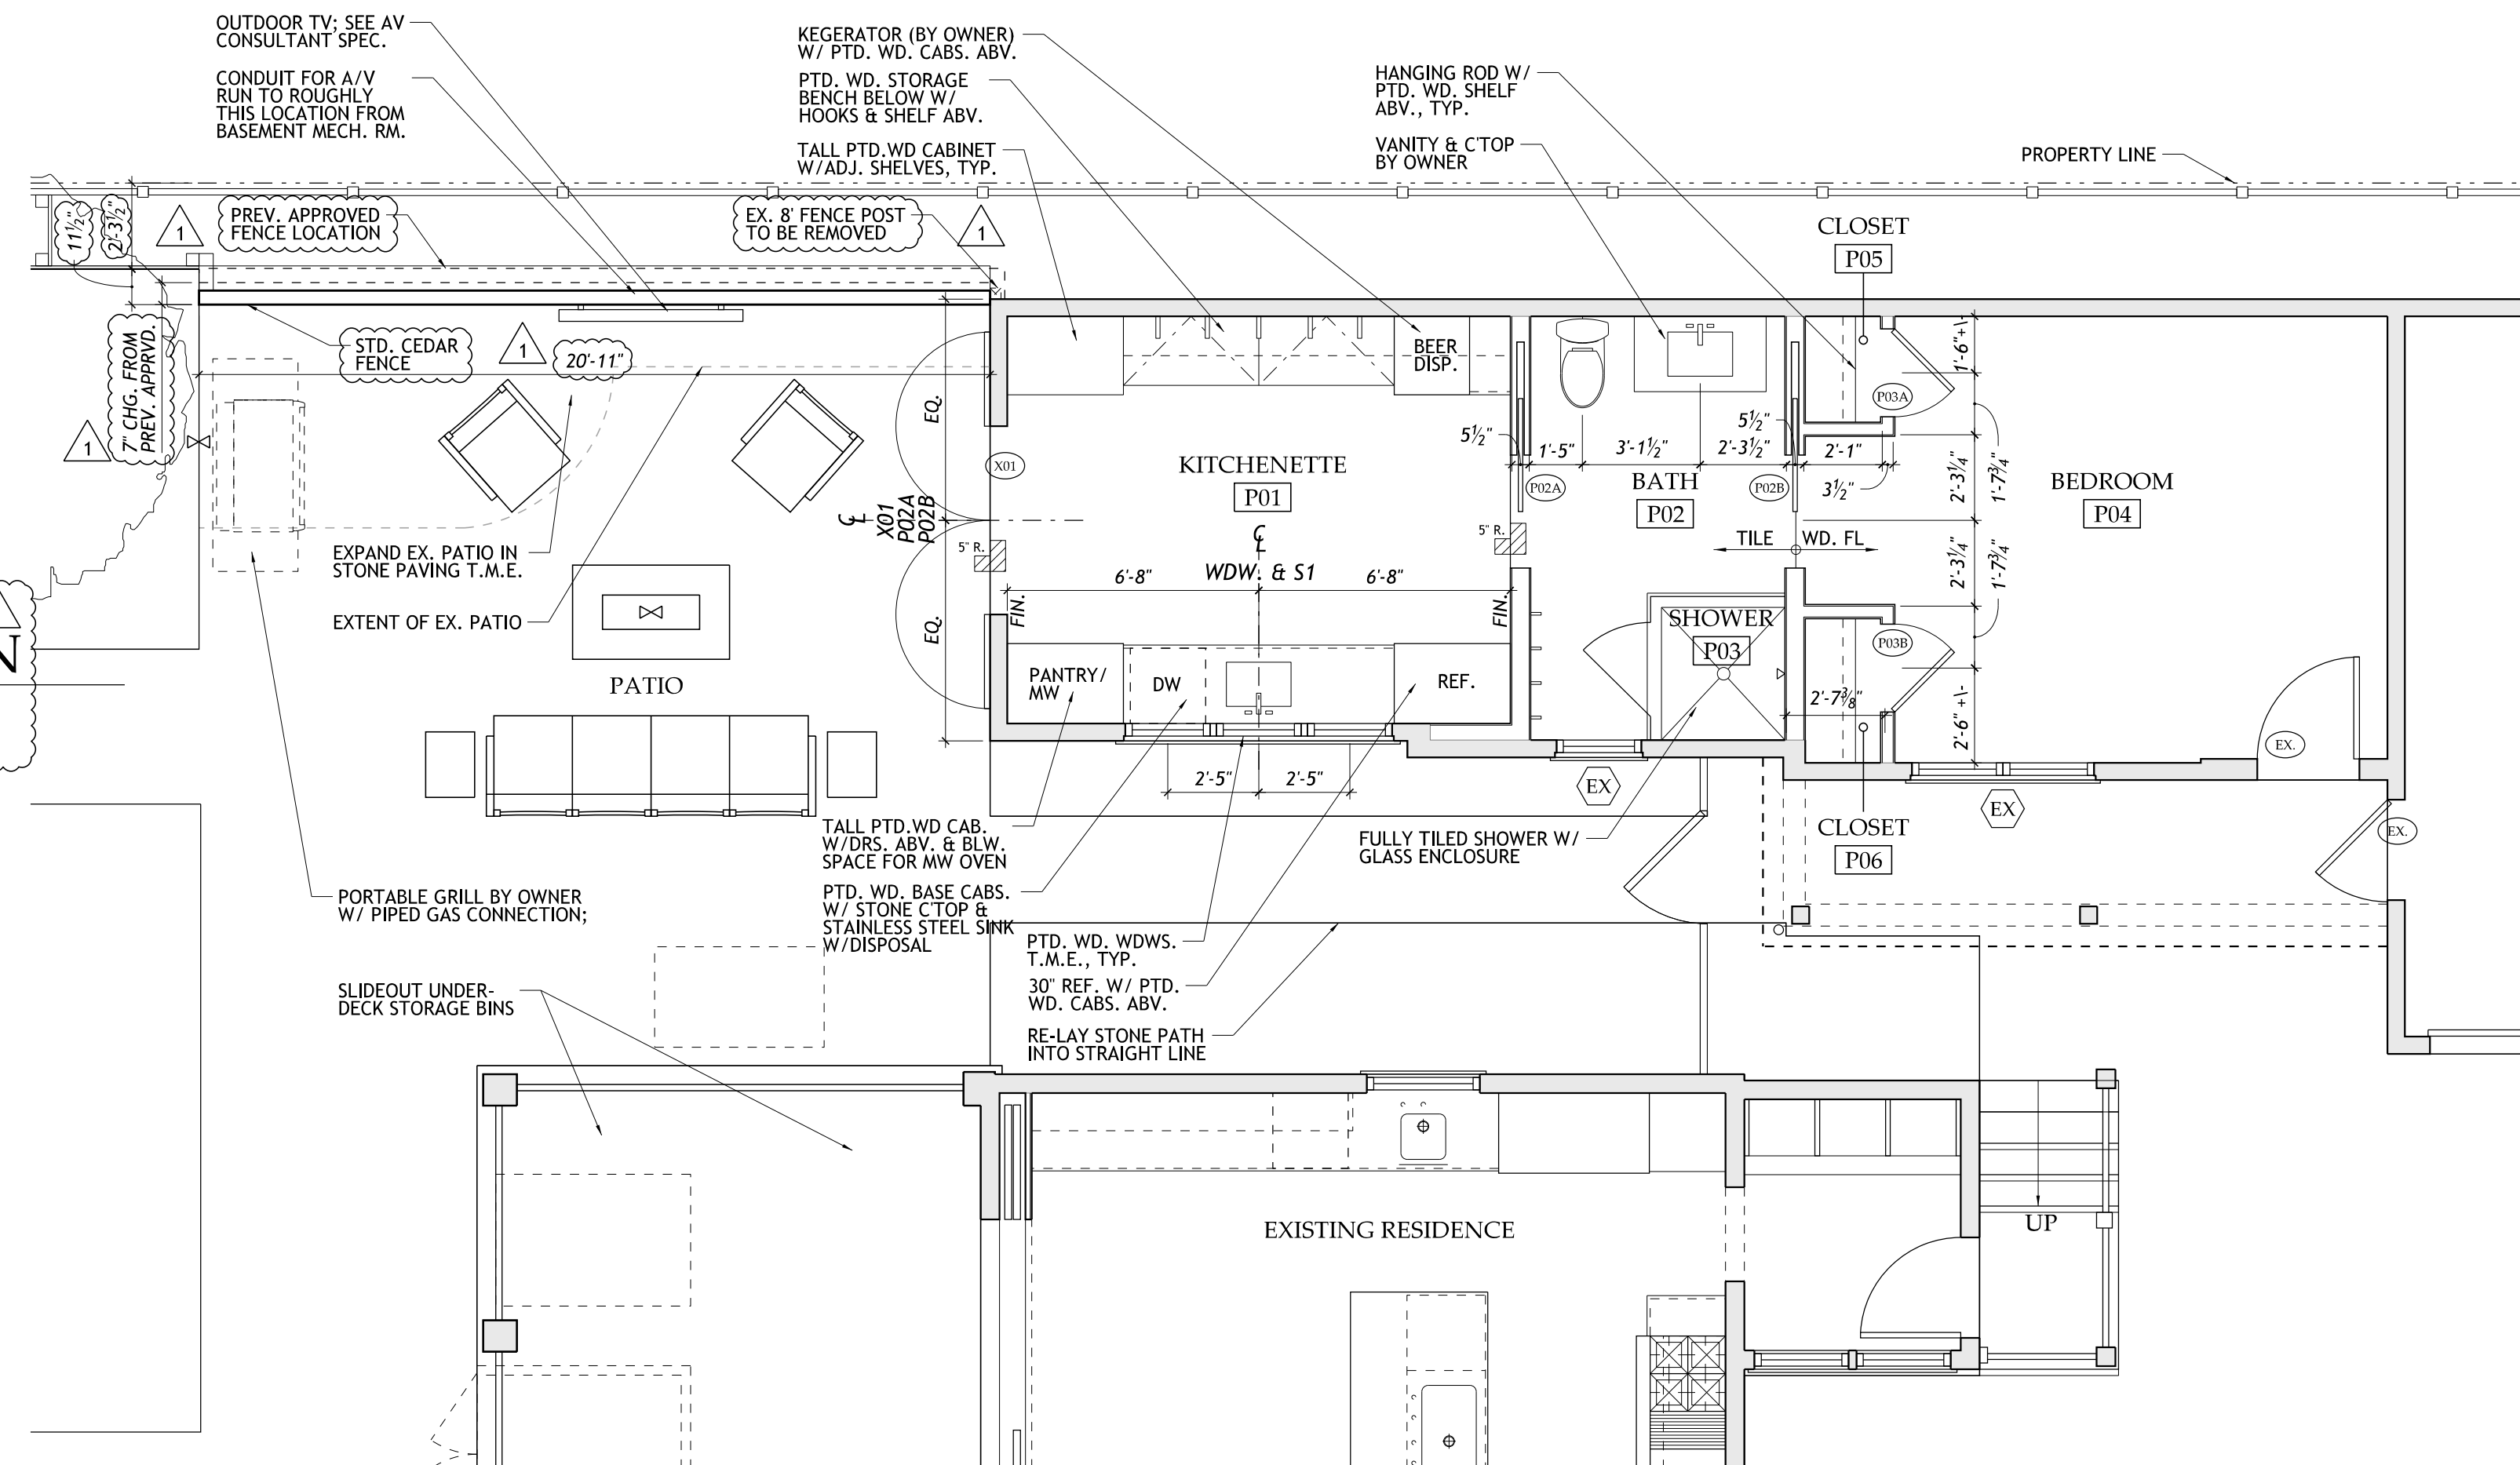 OUTDOOR TV; SEE AV
CONSULTANT SPEC.
CONDUIT FOR A/V
RUN TO ROUGHLY
THIS LOCATION FROM
BASEMENT MECH. RM.
KEGERATOR (BY OWNER)
W/ PTD. WD. CABS. ABV.
PTD. WD. STORAGE
BENCH BELOW W/
HOOKS & SHELF ABV.
TALL PTD.WD CABINET
W/ADJ. SHELVES, TYP.
HANGING ROD W/
PTD. WD. SHELF
ABV., TYP.
VANITY & C'TOP
BY OWNER
PROPERTY LINE
11½"
2'-3½"
1
PREV. APPROVED
FENCE LOCATION
EX. 8' FENCE POST
TO BE REMOVED
1
CLOSET
P05
7" CHG. FROM
PREV. APPRVD.
1
STD. CEDAR
FENCE
1
20'-11"
EQ.
EQ.
BEER
DISP.
X01
℄
X01
P02A
P02B
KITCHENETTE
P01
5½"
1'-5"
3'-1½"
2'-3½"
5½"
2'-1"
3½"
P02A
BATH
P02
P02B
P03A
1'-6"+\-
2'-3¼"
1'-7¾"
2'-3¼"
1'-7¾"
2'-6" +\-
BEDROOM
P04
TILE
WD. FL
5" R.
5" R.
℄
WDW. & S1
6'-8"
6'-8"
FIN.
FIN.
EXPAND EX. PATIO IN
STONE PAVING T.M.E.
EXTENT OF EX. PATIO
PATIO
N
PANTRY/
MW
DW
REF.
SHOWER
P03
P03B
2'-7⅜"
2'-5"
2'-5"
EX
EX
EX.
EX.
CLOSET
P06
TALL PTD.WD CAB.
W/DRS. ABV. & BLW.
SPACE FOR MW OVEN
PTD. WD. BASE CABS.
W/ STONE C'TOP &
STAINLESS STEEL SINK
W/DISPOSAL
FULLY TILED SHOWER W/
GLASS ENCLOSURE
PORTABLE GRILL BY OWNER
W/ PIPED GAS CONNECTION;
PTD. WD. WDWS.
T.M.E., TYP.
30" REF. W/ PTD.
WD. CABS. ABV.
RE-LAY STONE PATH
INTO STRAIGHT LINE
SLIDEOUT UNDER-
DECK STORAGE BINS
EXISTING RESIDENCE
UP